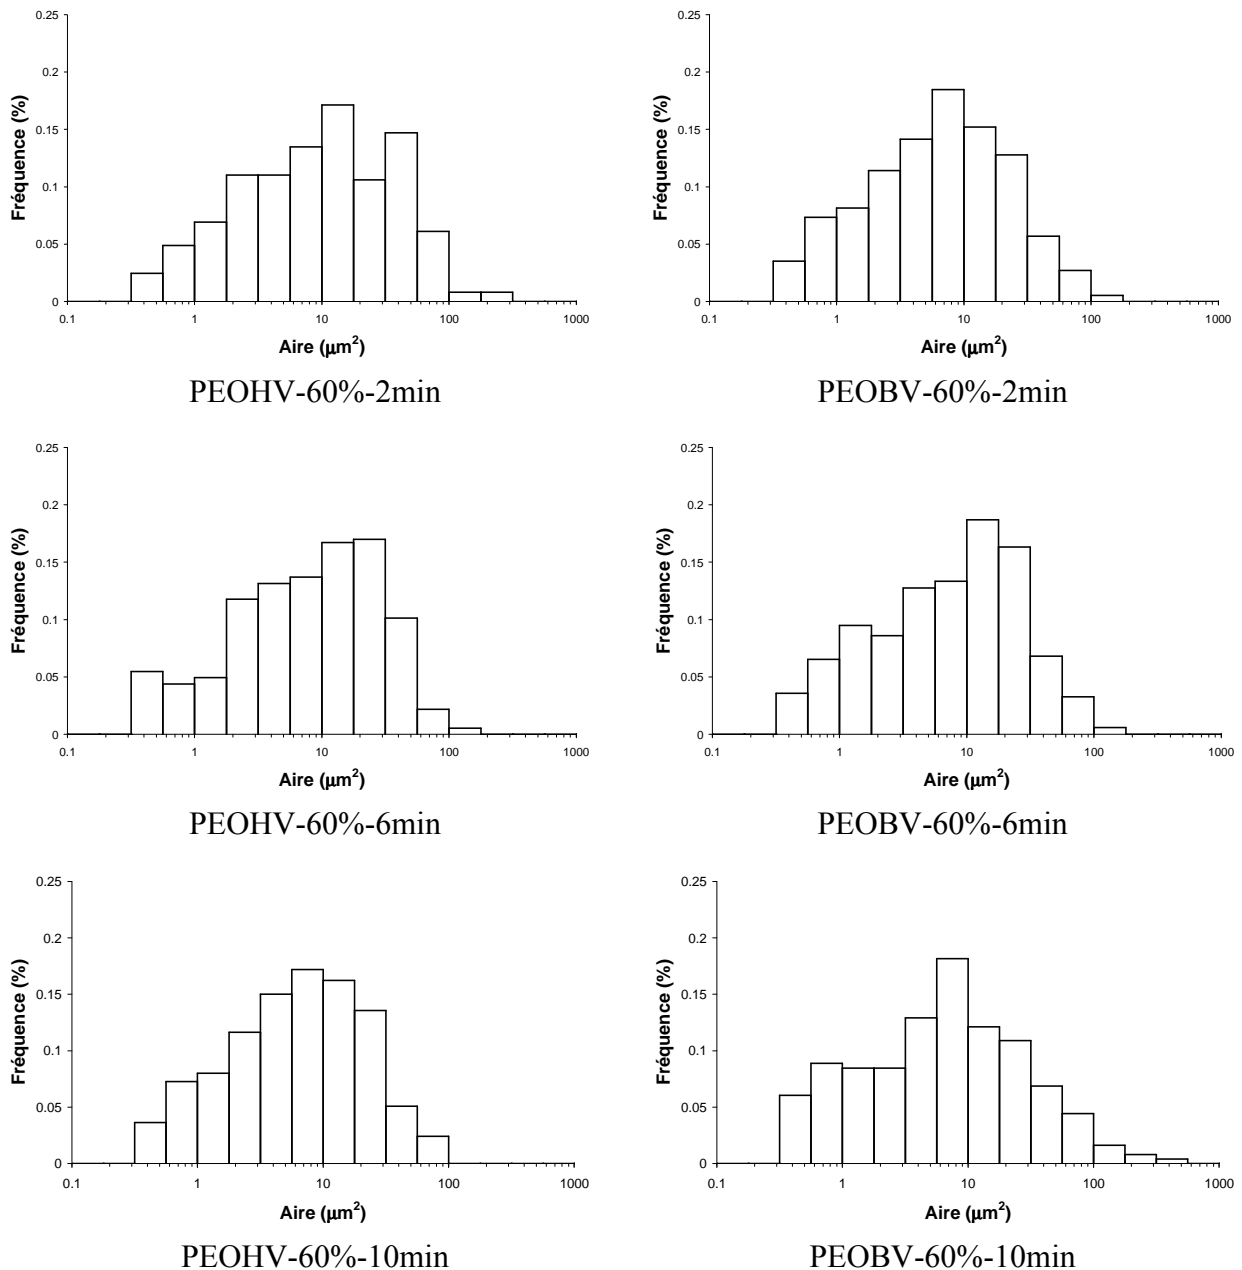 0.25
0.2
0.15
0.1
0.05
0
Fréquence (%)
0.1 1 10 100 1000
Aire (µm²)
PEOHV-60%-2min
0.25
0.2
0.15
0.1
0.05
0
Fréquence (%)
0.1 1 10 100 1000
Aire (µm²)
PEOBV-60%-2min
0.25
0.2
0.15
0.1
0.05
0
Fréquence (%)
0.1 1 10 100 1000
Aire (µm²)
PEOHV-60%-6min
0.25
0.2
0.15
0.1
0.05
0
Fréquence (%)
0.1 1 10 100 1000
Aire (µm²)
PEOBV-60%-6min
0.25
0.2
0.15
0.1
0.05
0
Fréquence (%)
0.1 1 10 100 1000
Aire (µm²)
PEOHV-60%-10min
0.25
0.2
0.15
0.1
0.05
0
Fréquence (%)
0.1 1 10 100 1000
Aire (µm²)
PEOBV-60%-10min